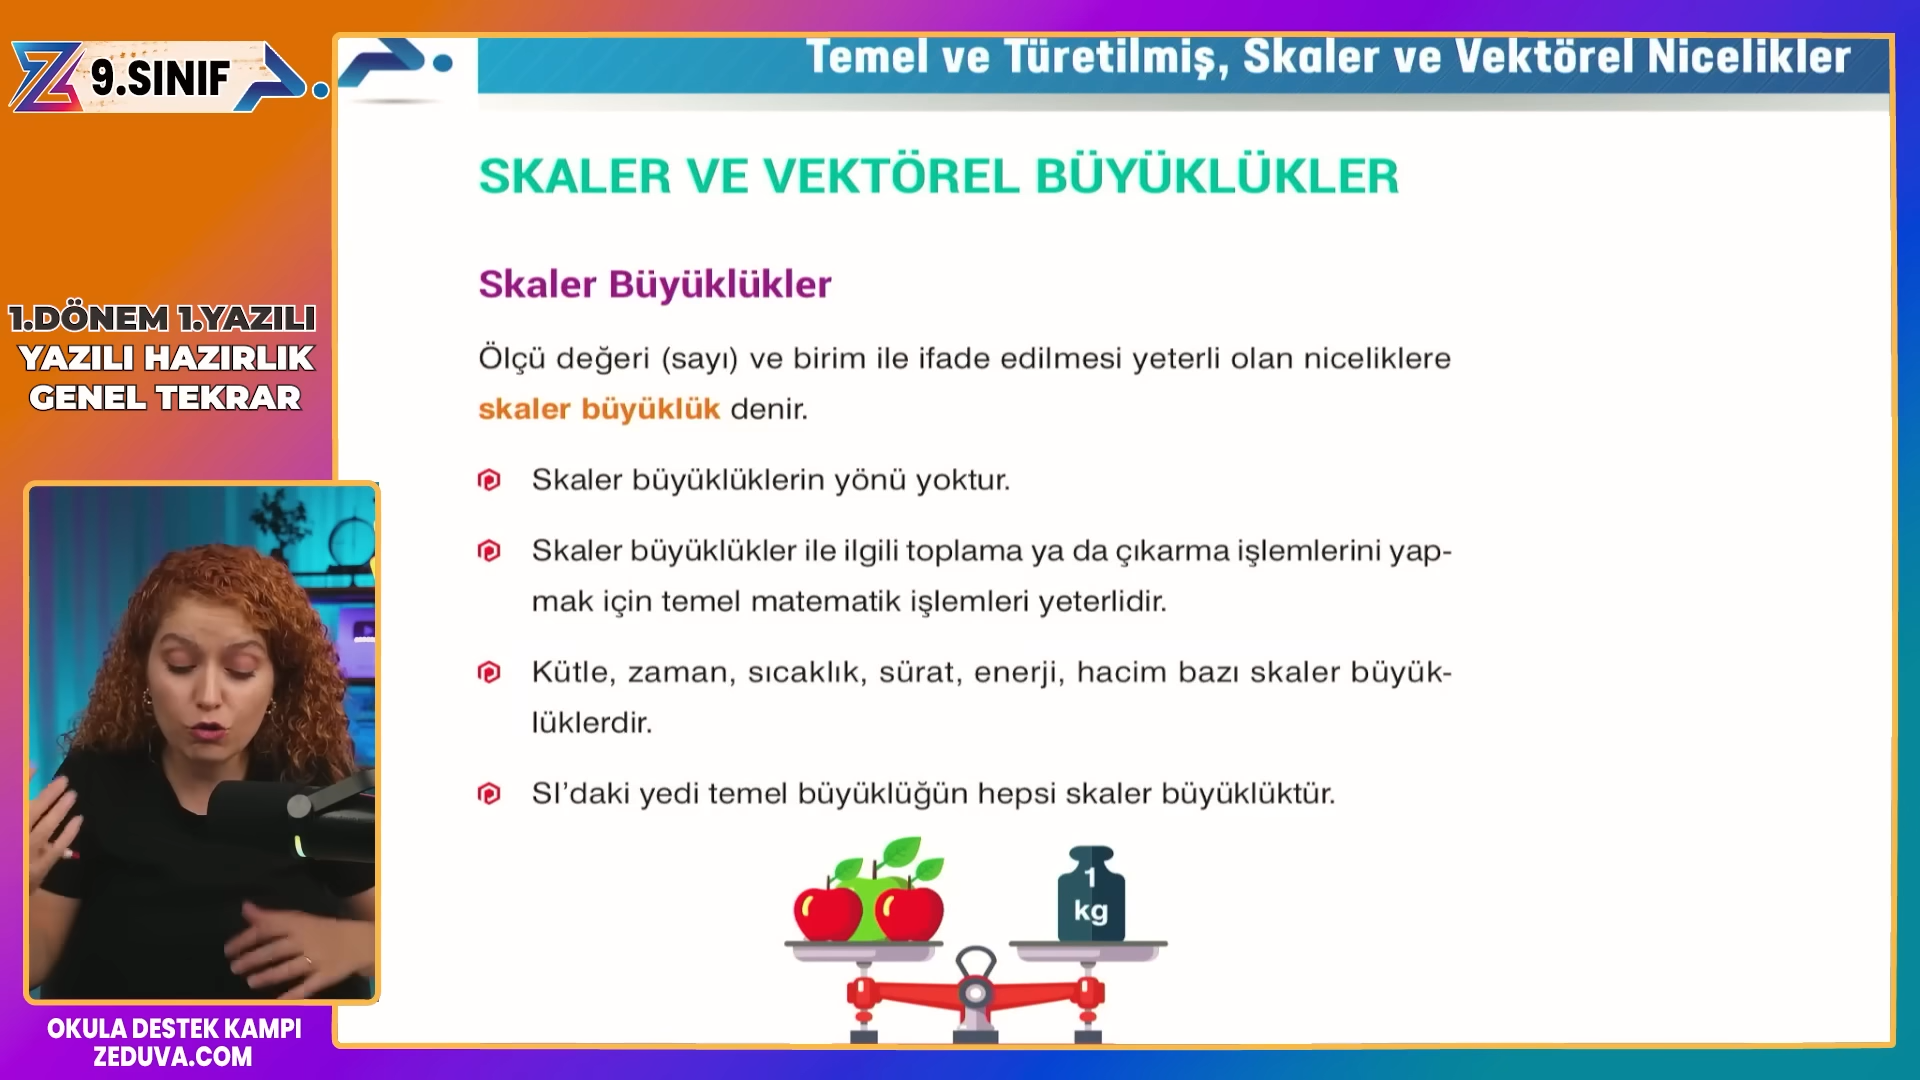 9.SINIF
Temel ve Türetilmiş, Skaler ve Vektörel Nicelikler
1.DÖNEM 1.YAZILI
YAZILI HAZIRLIK
GENEL TEKRAR
SKALER VE VEKTÖREL BÜYÜKLÜKLER
Skaler Büyüklükler
Ölçü değeri (sayı) ve birim ile ifade edilmesi yeterli olan niceliklere
skaler büyüklük denir.
Skaler büyüklüklerin yönü yoktur.
Skaler büyüklükler ile ilgili toplama ya da çıkarma işlemlerini yap-
mak için temel matematik işlemleri yeterlidir.
Kütle, zaman, sıcaklık, sürat, enerji, hacim bazı skaler büyük-
lüklerdir.
SI’daki yedi temel büyüklüğün hepsi skaler büyüklüktür.
1
kg
OKULA DESTEK KAMPI
ZEDUVA.COM